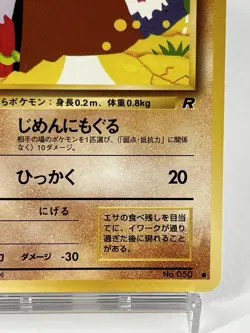 らポケモン：身長0.2m、体重0.8kg
R
じめんにもぐる
相手の場のポケモンを1匹選び、(「弱点・抵抗力」に関係
なく) 10ダメージ。
ひっかく 20
にげる
エサの食べ残しを目当
てに、イワークが通り
過ぎた後に現れること
がある。
ダメージ -30
No.050